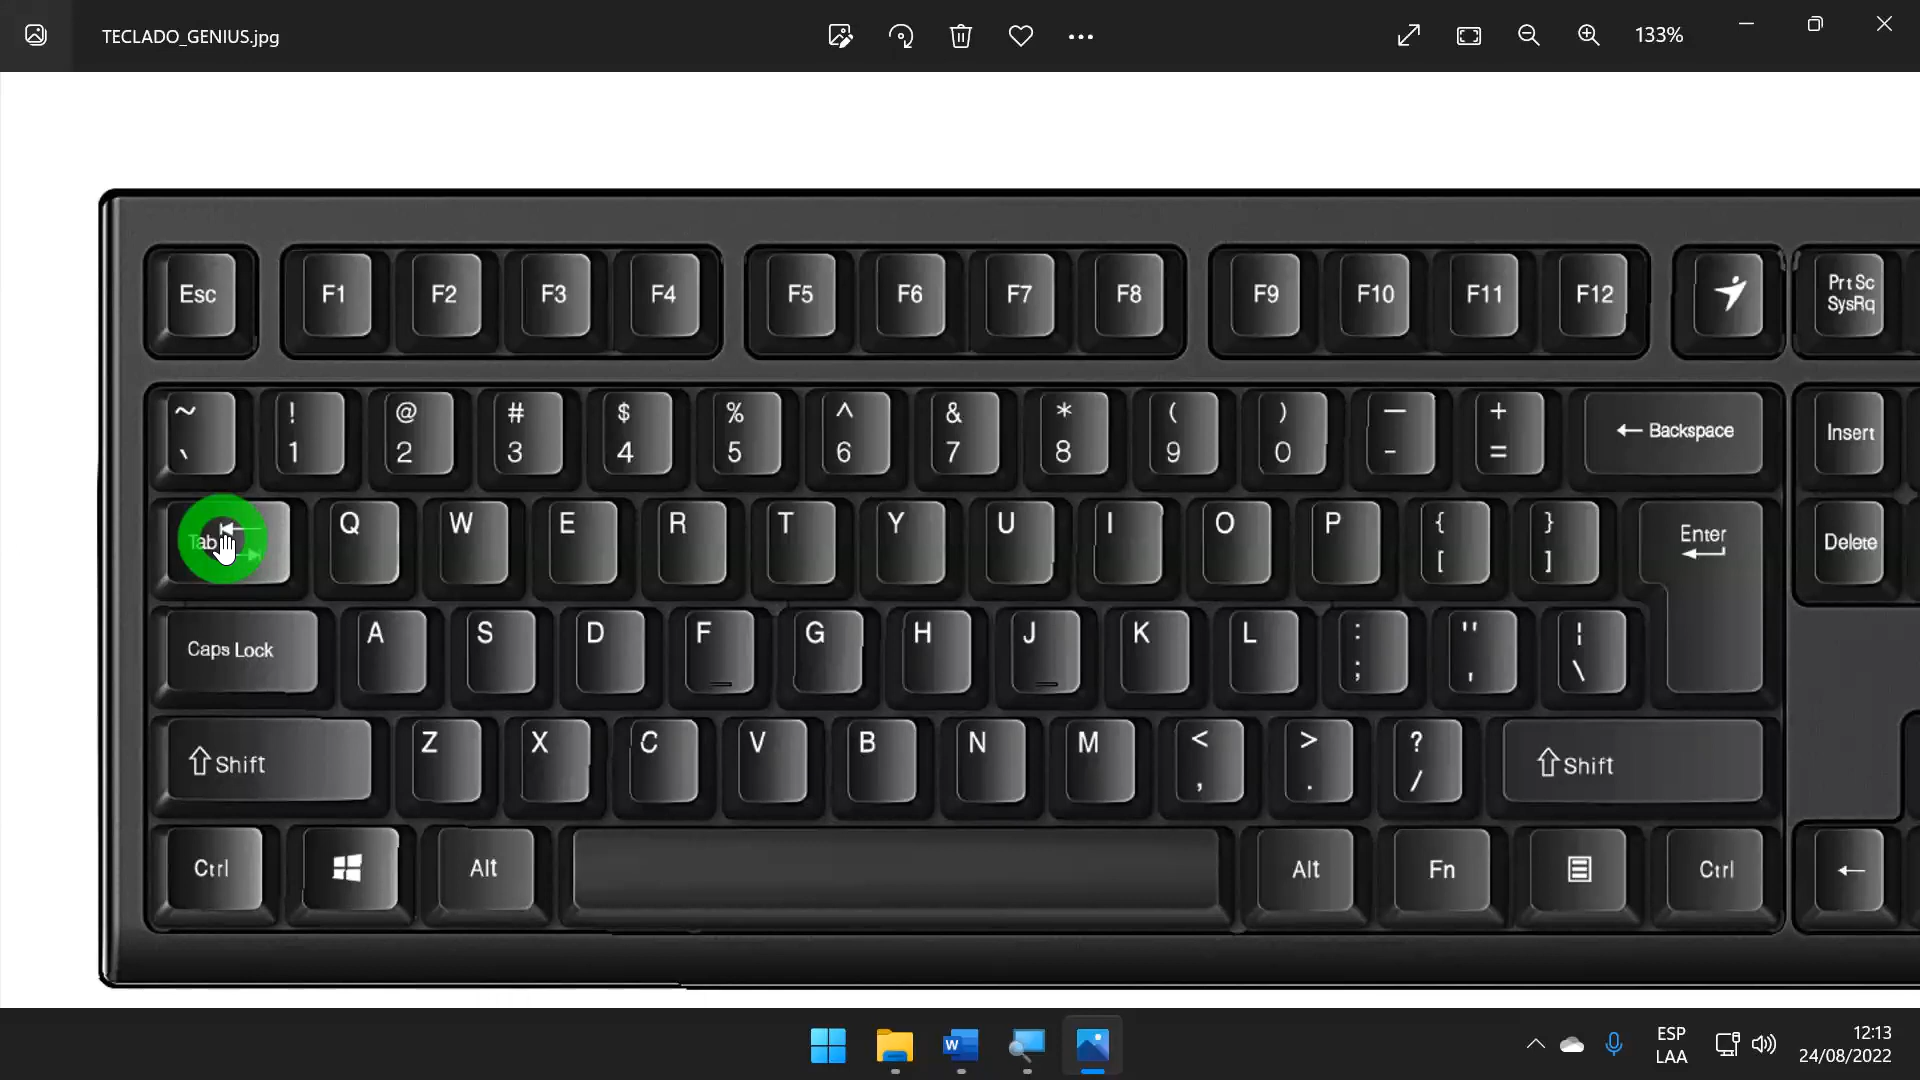 TECLADO_GENIUS.jpg 133%
Esc F1 F2 F3 F4 F5 F6 F7 F8 F9 F10 F11 F12 PrtSc
SysRq
~ ! @ # $ % ^ & * ( ) — +
` 1 2 3 4 5 6 7 8 9 0 - = ← Backspace Insert
Tab Q W E R T Y U I O P { } Enter Delete
[ ]
Caps Lock A S D F G H J K L : " ¦
; ' \
⇧ Shift Z X C V B N M < > ? ⇧ Shift
, . /
Ctrl Alt Alt Fn Ctrl ←
ESP 12:13
LAA 24/08/2022